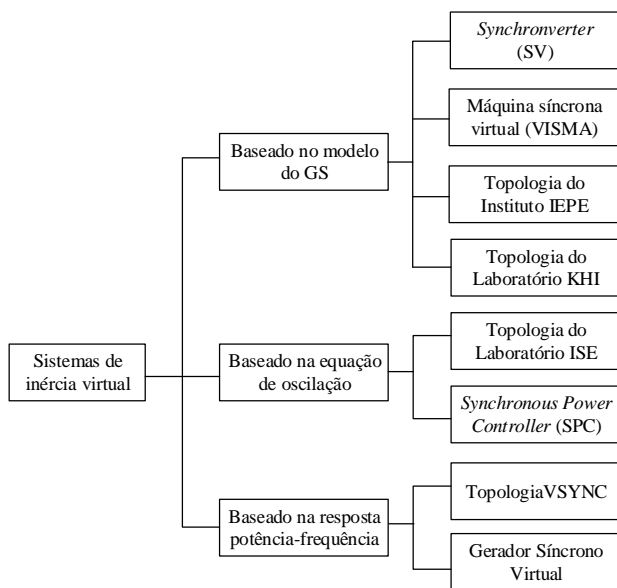 Synchronverter
(SV)
Máquina síncrona
virtual (VISMA)
Baseado no modelo
do GS
Topologia do
Instituto IEPE
Topologia do
Laboratório KHI
Sistemas de
inércia virtual
Baseado na equação
de oscilação
Topologia do
Laboratório ISE
Synchronous Power
Controller (SPC)
Baseado na resposta
potência-frequência
TopologiaVSYNC
Gerador Síncrono
Virtual